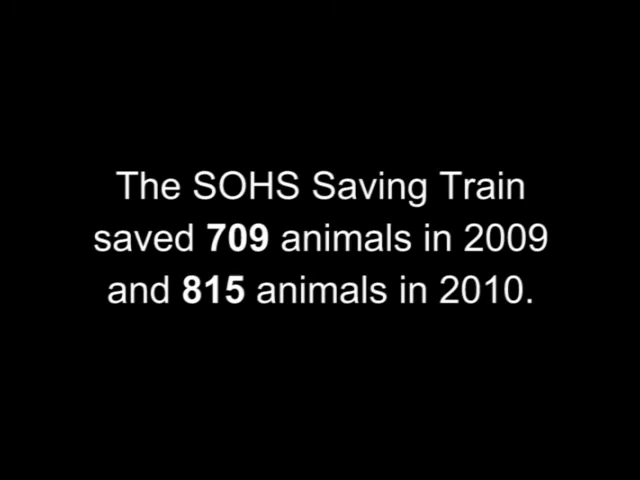 The SOHS Saving Train
saved 709 animals in 2009
and 815 animals in 2010.